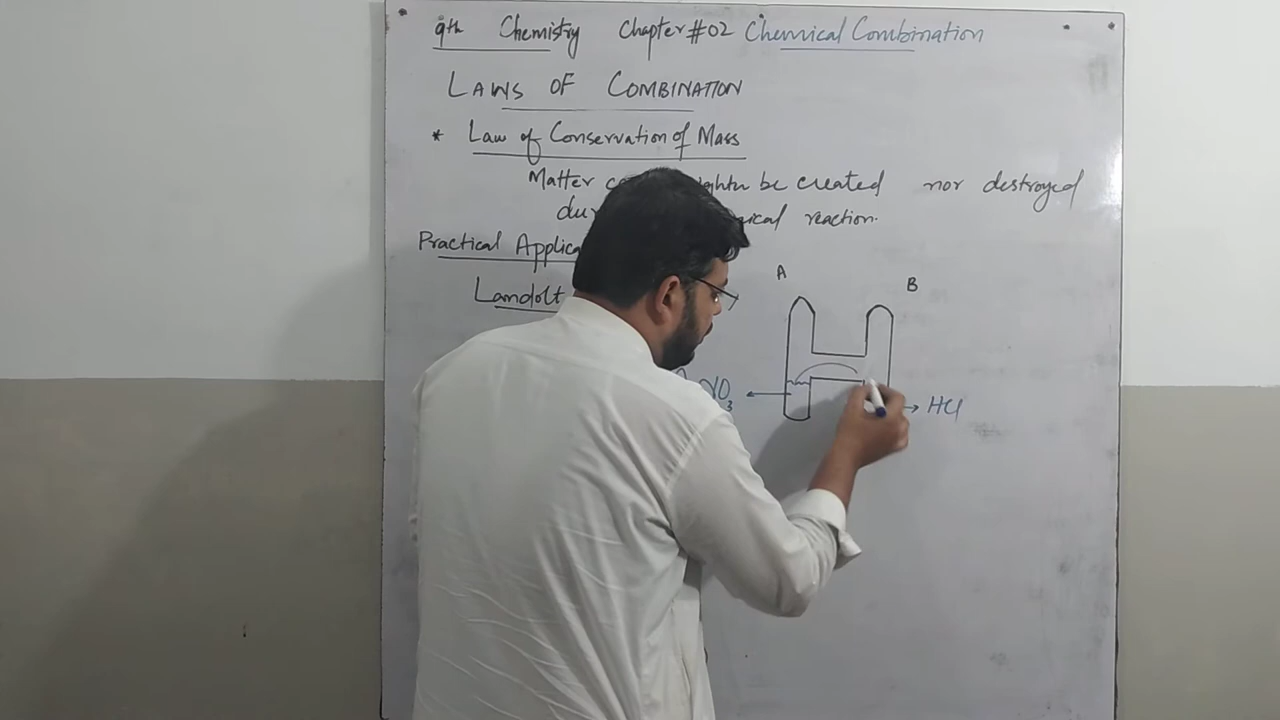 9th Chemistry Chapter #02 Chemical Combination
LAWS OF COMBINATION
* Law of Conservation of Mass
Matter be created nor destroyed
reaction.
Practical
Landolt
A
B
HCl